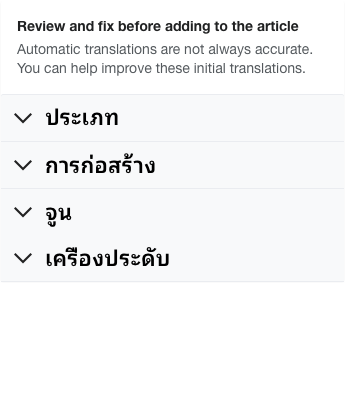 Review and fix before adding to the article
Automatic translations are not always accurate.
You can help improve these initial translations.
ประเภท
การก่อสร้าง
จูน
เครื่องประดับ